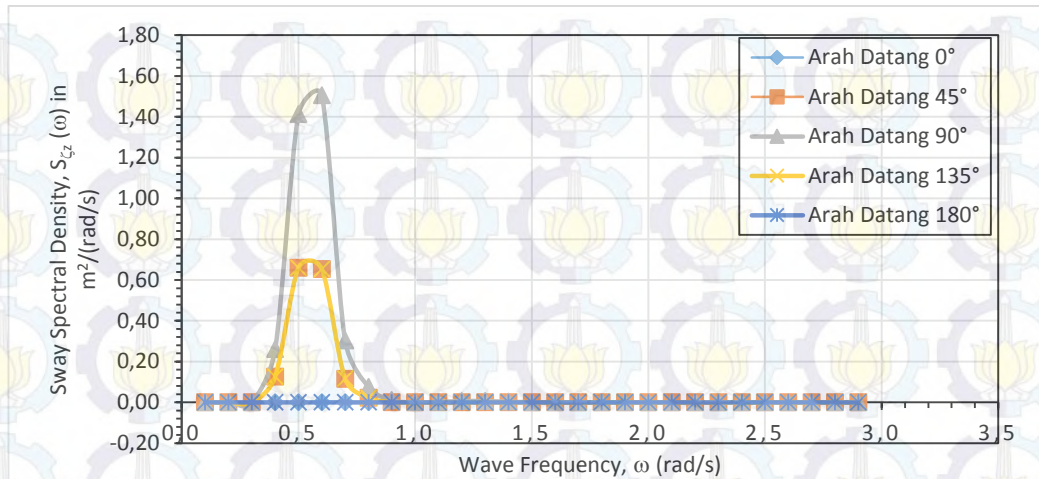 Sway Spectral Density, Sζz (ω) in
m²/(rad/s)
1,80
1,60
1,40
1,20
1,00
0,80
0,60
0,40
0,20
0,00
-0,20
0,0
0,5
1,0
1,5
2,0
2,5
3,0
3,5
Wave Frequency, ω (rad/s)
Arah Datang 0°
Arah Datang 45°
Arah Datang 90°
Arah Datang 135°
Arah Datang 180°